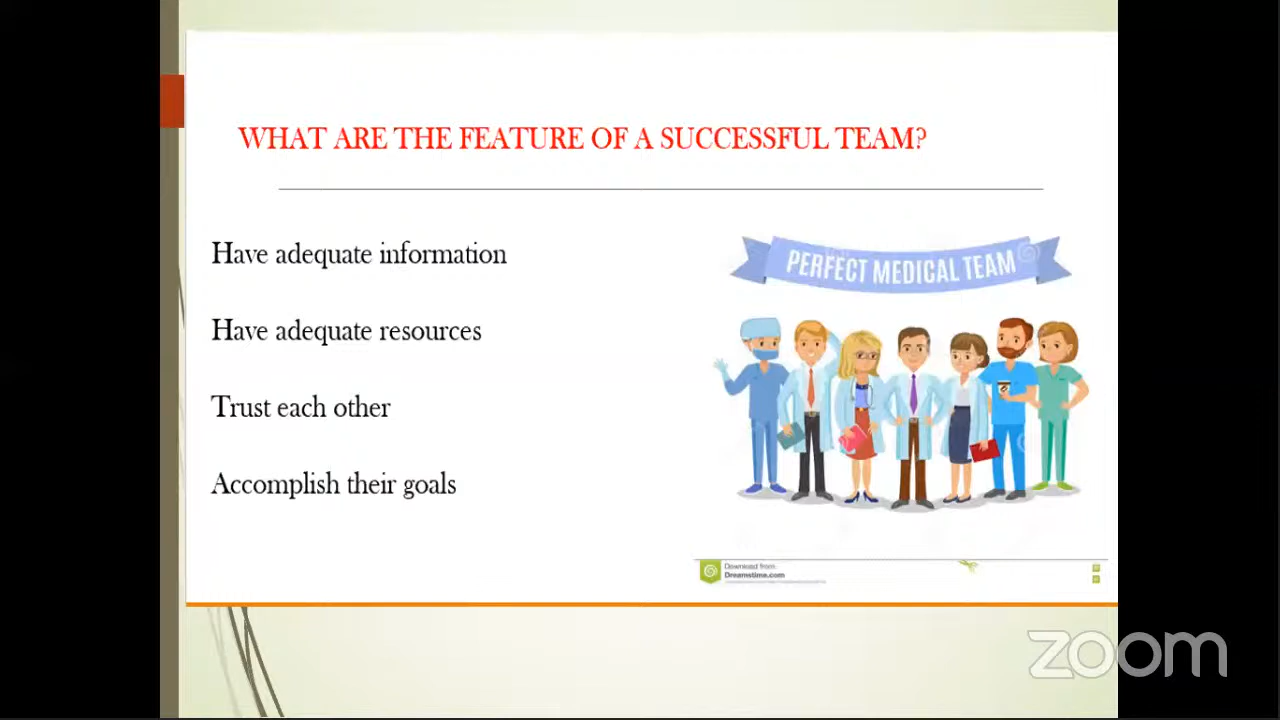 WHAT ARE THE FEATURE OF A SUCCESSFUL TEAM?
Have adequate information
Have adequate resources
Trust each other
Accomplish their goals
PERFECT MEDICAL TEAM
Download from:
Dreamstime.com
zoom